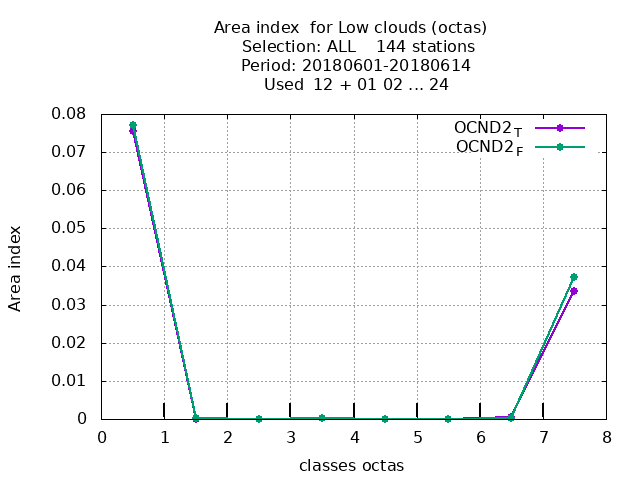 Area index  for Low clouds (octas)
Selection: ALL    144 stations
Period: 20180601-20180614
Used  12 + 01 02 ... 24
OCND2T
OCND2F
0.08
0.07
0.06
0.05
0.04
0.03
0.02
0.01
0
Area index
0 1 2 3 4 5 6 7 8
classes octas